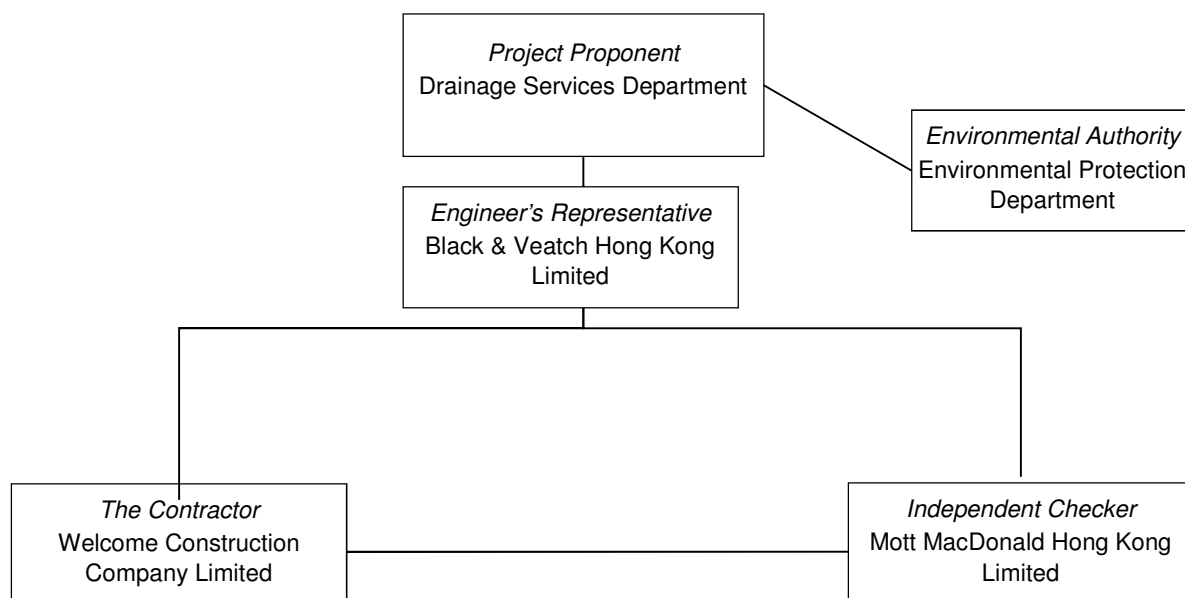 Project Proponent
Drainage Services Department
Environmental Authority
Environmental Protection
Department
Engineer's Representative
Black & Veatch Hong Kong
Limited
The Contractor
Welcome Construction
Company Limited
Independent Checker
Mott MacDonald Hong Kong
Limited